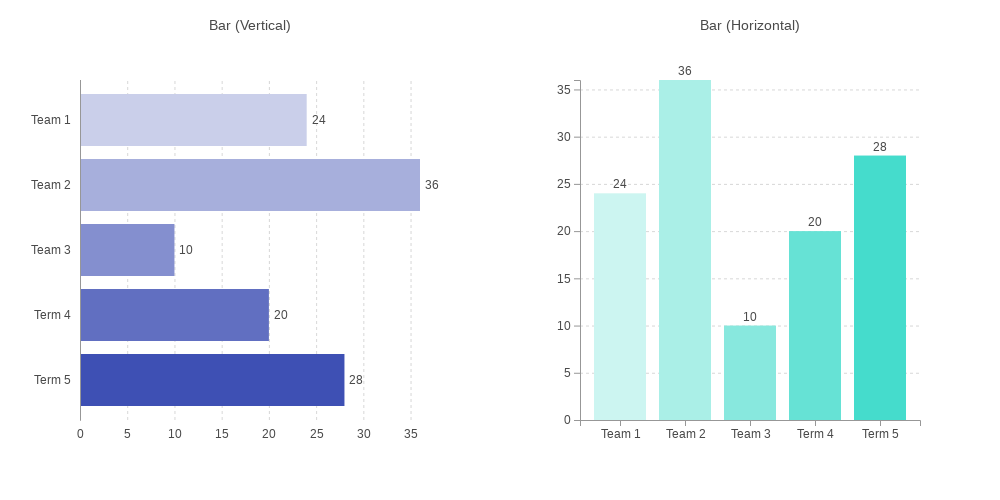 Bar (Vertical)
Team 1
24
Team 2
36
Team 3
10
Term 4
20
Term 5
28
0 5 10 15 20 25 30 35
Bar (Horizontal)
36
35
30
28
25
24
20
20
15
10
10
5
0
Team 1 Team 2 Team 3 Term 4 Term 5